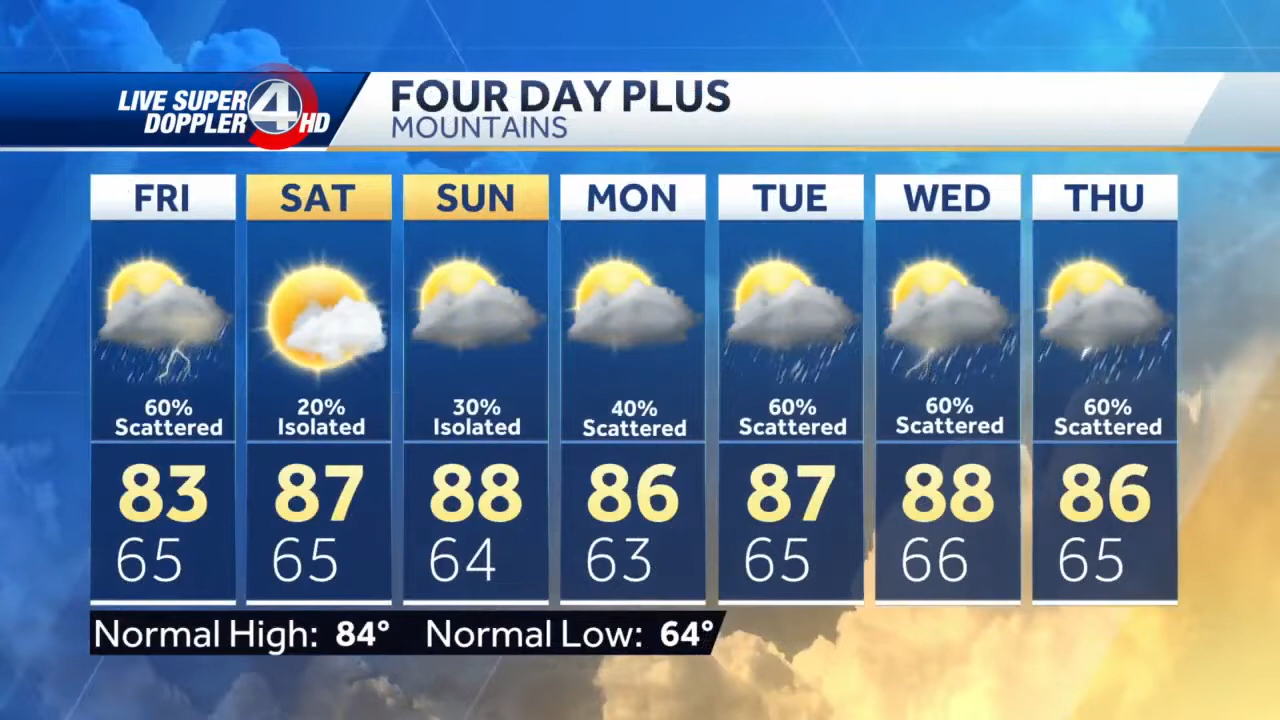 LIVE SUPER
DOPPLER 4 HD
FOUR DAY PLUS
MOUNTAINS
FRI
60%
Scattered
83
65
SAT
20%
Isolated
87
65
SUN
30%
Isolated
88
64
MON
40%
Scattered
86
63
TUE
60%
Scattered
87
65
WED
60%
Scattered
88
66
THU
60%
Scattered
86
65
Normal High: 84° Normal Low: 64°